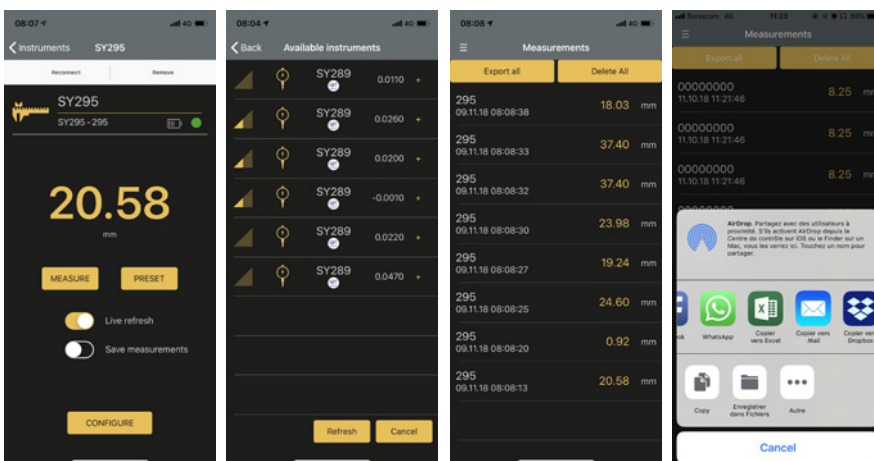 08:07
4G
Instruments SY295
Reconnect Remove
SY295
SY295 - 295
20.58
mm
MEASURE PRESET
Live refresh
Save measurements
CONFIGURE
08:04
4G
Back Available instruments
SY289 0.0110 +
SY289 0.0260 +
SY289 0.0200 +
SY289 -0.0010 +
SY289 0.0220 +
SY289 0.0470 +
Refresh Cancel
08:08
4G
Measurements
Export all Delete All
295
09.11.18 08:08:38
18.03 mm
295
09.11.18 08:08:33
37.40 mm
295
09.11.18 08:08:32
37.40 mm
295
09.11.18 08:08:30
23.98 mm
295
09.11.18 08:08:27
19.24 mm
295
09.11.18 08:08:25
24.60 mm
295
09.11.18 08:08:20
0.92 mm
295
09.11.18 08:08:13
20.58 mm
Swisscom 4G 11:23 85%
Measurements
Export all Delete All
00000000
11.10.18 11:21:46
8.25 mm
00000000
11.10.18 11:21:46
8.25 mm
00000000
11.10.18 11:21:46
8.25 mm
AirDrop. Partagez avec des utilisateurs à
proximité. S'ils activent AirDrop depuis le
Centre de contrôle sur iOS ou le Finder sur un
Mac, vous les verrez ici. Touchez un nom pour
partager.
ok
WhatsApp
Copier
vers Excel
Copier vers
Mail
Copier vers
Dropbox
Copy
Enregistrer
dans Fichiers
Autre
Cancel